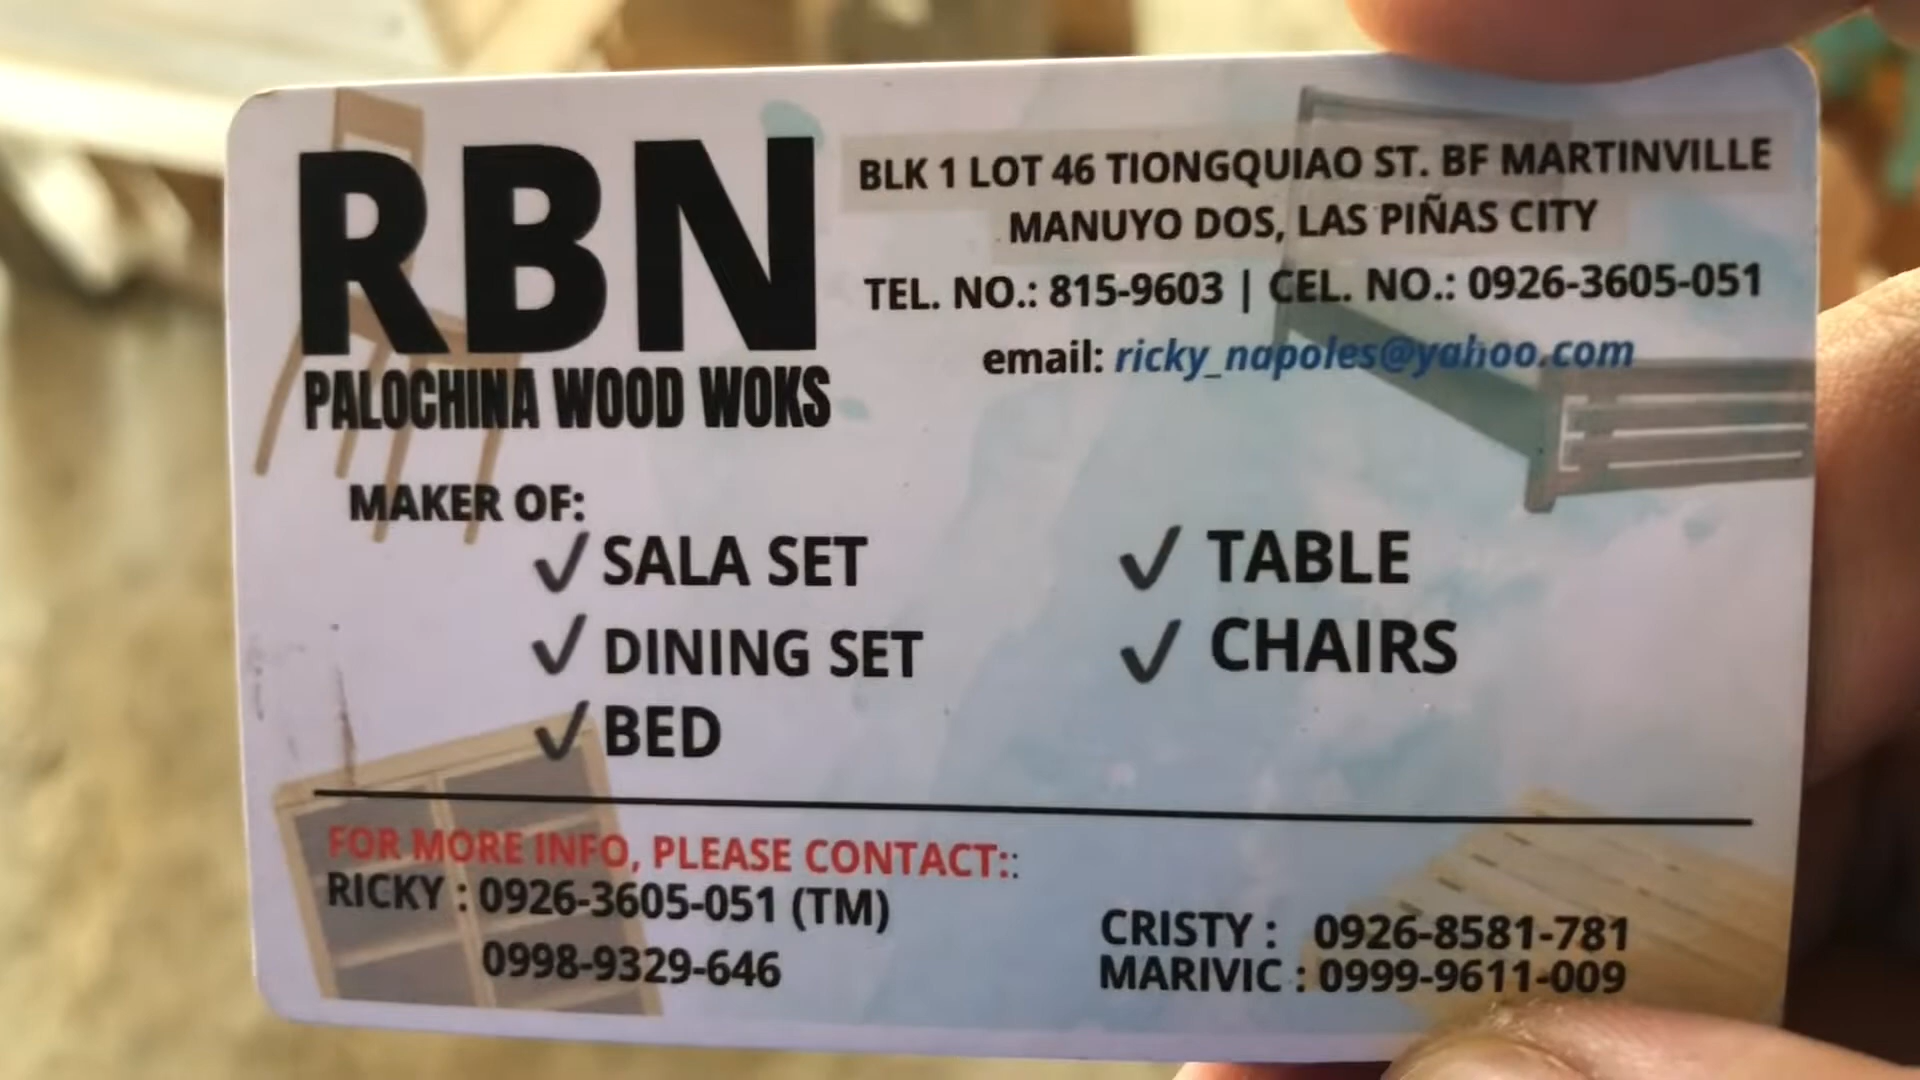 RBN
PALOCHINA WOOD WOKS
BLK 1 LOT 46 TIONGQUIAO ST. BF MARTINVILLE
MANUYO DOS, LAS PIÑAS CITY
TEL. NO.: 815-9603 | CEL. NO.: 0926-3605-051
email: ricky_napoles@yahoo.com
MAKER OF:
✓ SALA SET
✓ DINING SET
✓ BED
✓ TABLE
✓ CHAIRS
FOR MORE INFO, PLEASE CONTACT::
RICKY : 0926-3605-051 (TM)
0998-9329-646
CRISTY : 0926-8581-781
MARIVIC : 0999-9611-009